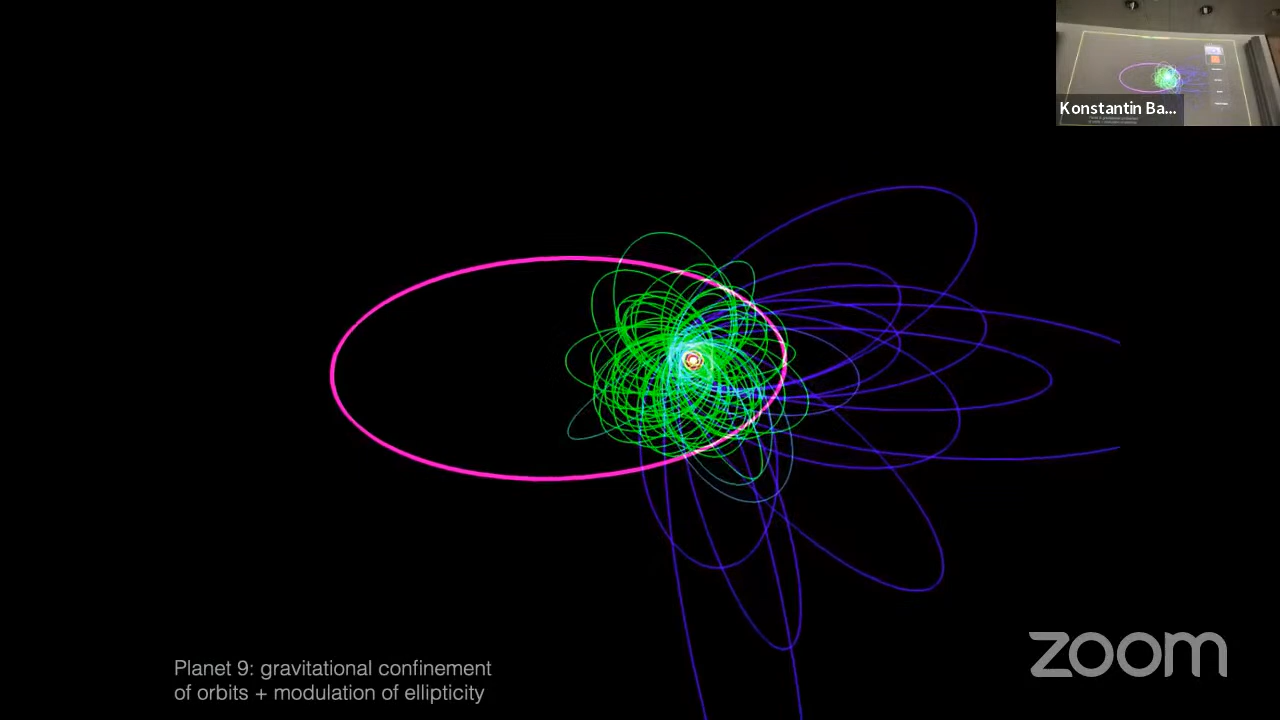 Konstantin Ba...
Planet 9: gravitational confinement
of orbits + modulation of ellipticity
zoom